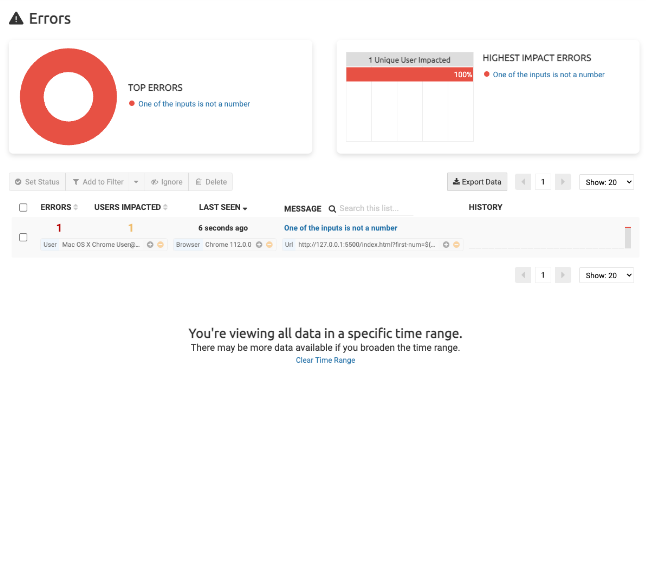 Errors
TOP ERRORS
One of the inputs is not a number
1 Unique User Impacted
100%
HIGHEST IMPACT ERRORS
One of the inputs is not a number
Set Status Add to Filter Ignore Delete Export Data 1 Show: 20
ERRORS USERS IMPACTED LAST SEEN MESSAGE Search this list... HISTORY
1 1 6 seconds ago One of the inputs is not a number
User Mac OS X Chrome User@... Browser Chrome 112.0.0 Url http://127.0.0.1:5500/index.html?first-num=$(...
1 Show: 20
You're viewing all data in a specific time range.
There may be more data available if you broaden the time range.
Clear Time Range